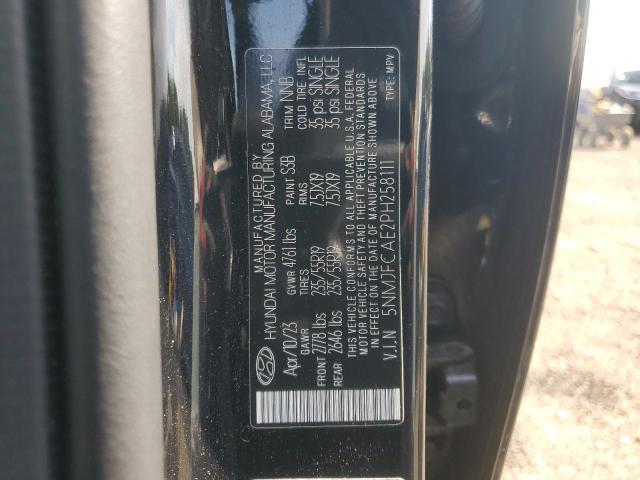 MANUFACTURED BY
HYUNDAI MOTOR MANUFACTURING ALABAMA, LLC
Apr/10/23 GVWR 4761 lbs PAINT S3B TRIM NNB
GAWR TIRES RIMS COLD TIRE INFL
FRONT 2778 lbs 235/55R19 7.5JX19 35 psi SINGLE
REAR 2646 lbs 235/55R19 7.5JX19 35 psi SINGLE
THIS VEHICLE CONFORMS TO ALL APPLICABLE U.S.A. FEDERAL
MOTOR VEHICLE SAFETY AND THEFT PREVENTION STANDARDS
IN EFFECT ON THE DATE OF MANUFACTURE SHOWN ABOVE
V.I.N 5NMJFCAE2PH258111 TYPE: MPV